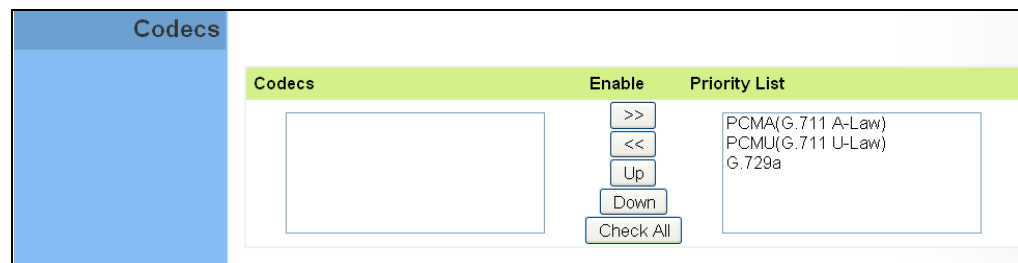 Codecs
Codecs Enable Priority List
>>
<<
Up
Down
Check All
PCMA(G.711 A-Law)
PCMU(G.711 U-Law)
G.729a